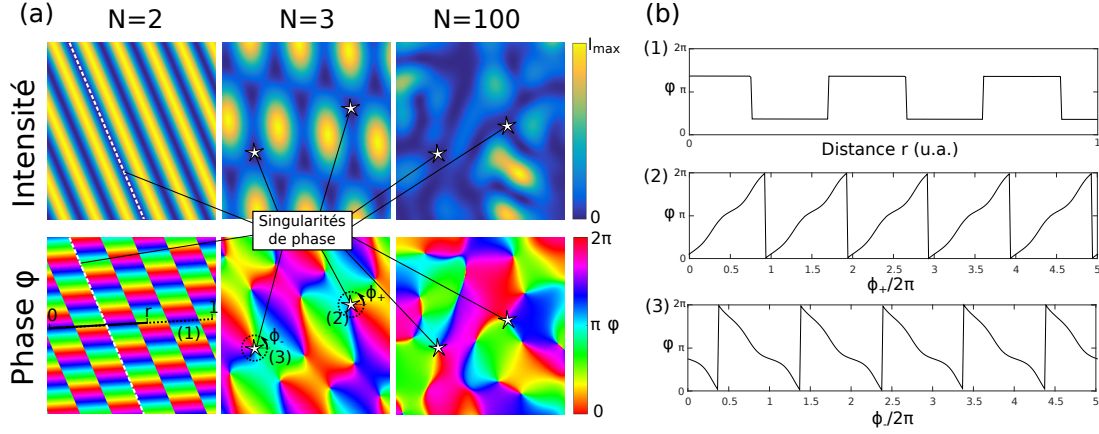 (a)
N=2 N=3 N=100
Intensité
I max
0
Singularités
de phase
Phase φ
0 r 1
(1)
ϕ+
(2)
ϕ-
(3)
2π
π φ
0
(b)
(1)
2π
φ π
0
0 1
Distance r (u.a.)
(2)
2π
φ π
0
0 0.5 1 1.5 2 2.5 3 3.5 4 4.5 5
ϕ+/2π
(3)
2π
φ π
0
0 0.5 1 1.5 2 2.5 3 3.5 4 4.5 5
ϕ-/2π